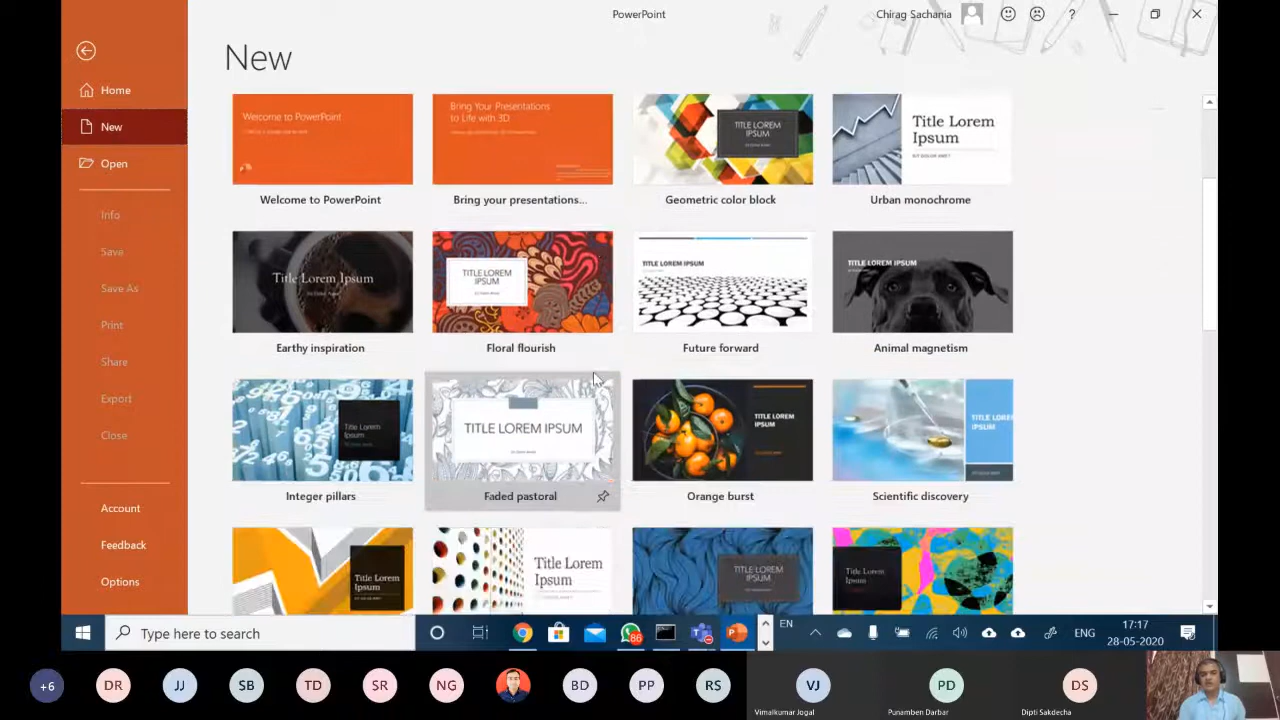 PowerPoint
Chirag Sachania
?
New
Home
New
Open
Info
Save
Save As
Print
Share
Export
Close
Account
Feedback
Options
Welcome to PowerPoint
Bring Your Presentations
to Life with 3D
TITLE LOREM
IPSUM
Title Lorem
Ipsum
SIT DOLOR AMET
Welcome to PowerPoint
Bring your presentations...
Geometric color block
Urban monochrome
Title Lorem Ipsum
TITLE LOREM
IPSUM
TITLE LOREM IPSUM
TITLE LOREM IPSUM
Earthy inspiration
Floral flourish
Future forward
Animal magnetism
Title Lorem
Ipsum
TITLE LOREM IPSUM
TITLE LOREM
IPSUM
TITLE LOREM
IPSUM
Integer pillars
Faded pastoral
Orange burst
Scientific discovery
Title Lorem
Ipsum
Title Lorem
Ipsum
TITLE LOREM
IPSUM
Title Lorem
Ipsum
Type here to search
86
EN
ENG
17:17
28-05-2020
+6
DR
JJ
SB
TD
SR
NG
BD
PP
RS
VJ
PD
DS
Vimalkumar Jogal
Punamben Darbar
Dipti Sakdecha